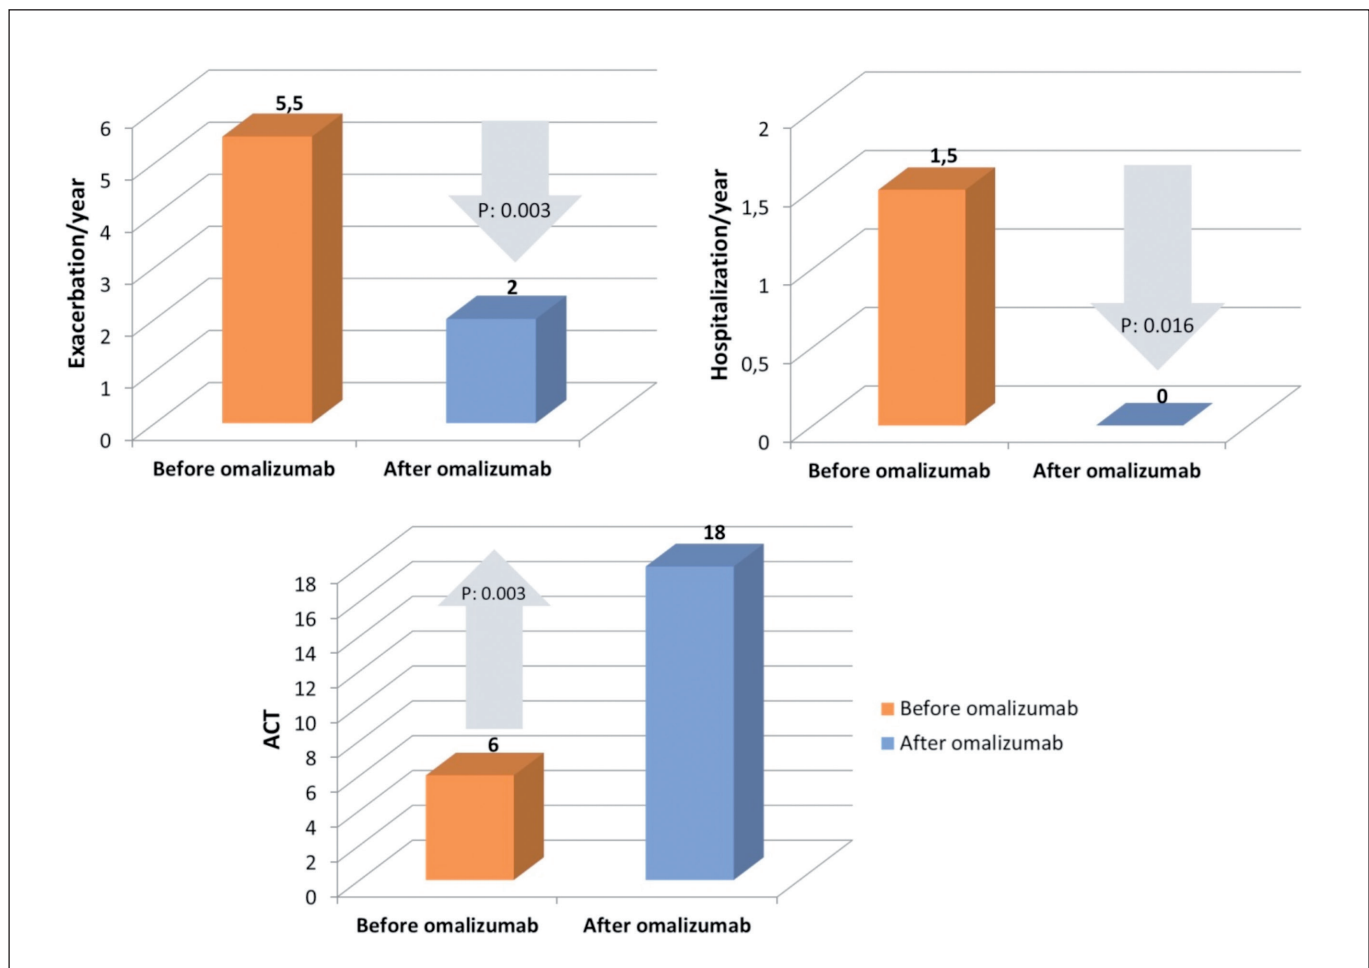 Exacerbation/year
6
5
4
3
2
1
0
5,5
P: 0.003
2
Before omalizumab
After omalizumab
Hospitalization/year
2
1,5
1
0,5
0
1,5
P: 0.016
0
Before omalizumab
After omalizumab
ACT
18
16
14
12
10
8
6
4
2
0
P: 0.003
6
18
Before omalizumab
After omalizumab
Before omalizumab
After omalizumab